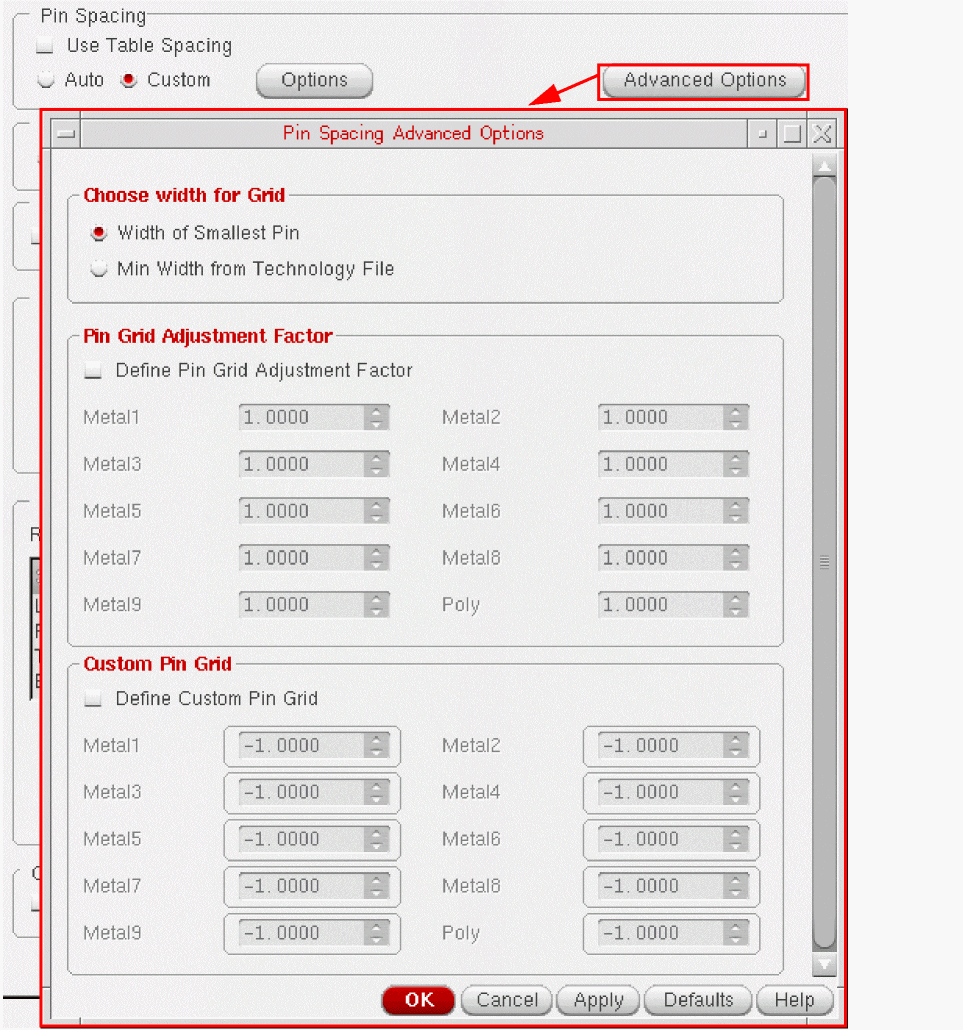 Pin Spacing
Use Table Spacing
Auto Custom Options Advanced Options
Pin Spacing Advanced Options
Choose width for Grid
Width of Smallest Pin
Min Width from Technology File
Pin Grid Adjustment Factor
Define Pin Grid Adjustment Factor
Metal1 1.0000 Metal2 1.0000
Metal3 1.0000 Metal4 1.0000
Metal5 1.0000 Metal6 1.0000
Metal7 1.0000 Metal8 1.0000
Metal9 1.0000 Poly 1.0000
Custom Pin Grid
Define Custom Pin Grid
Metal1 -1.0000 Metal2 -1.0000
Metal3 -1.0000 Metal4 -1.0000
Metal5 -1.0000 Metal6 -1.0000
Metal7 -1.0000 Metal8 -1.0000
Metal9 -1.0000 Poly -1.0000
OK Cancel Apply Defaults Help